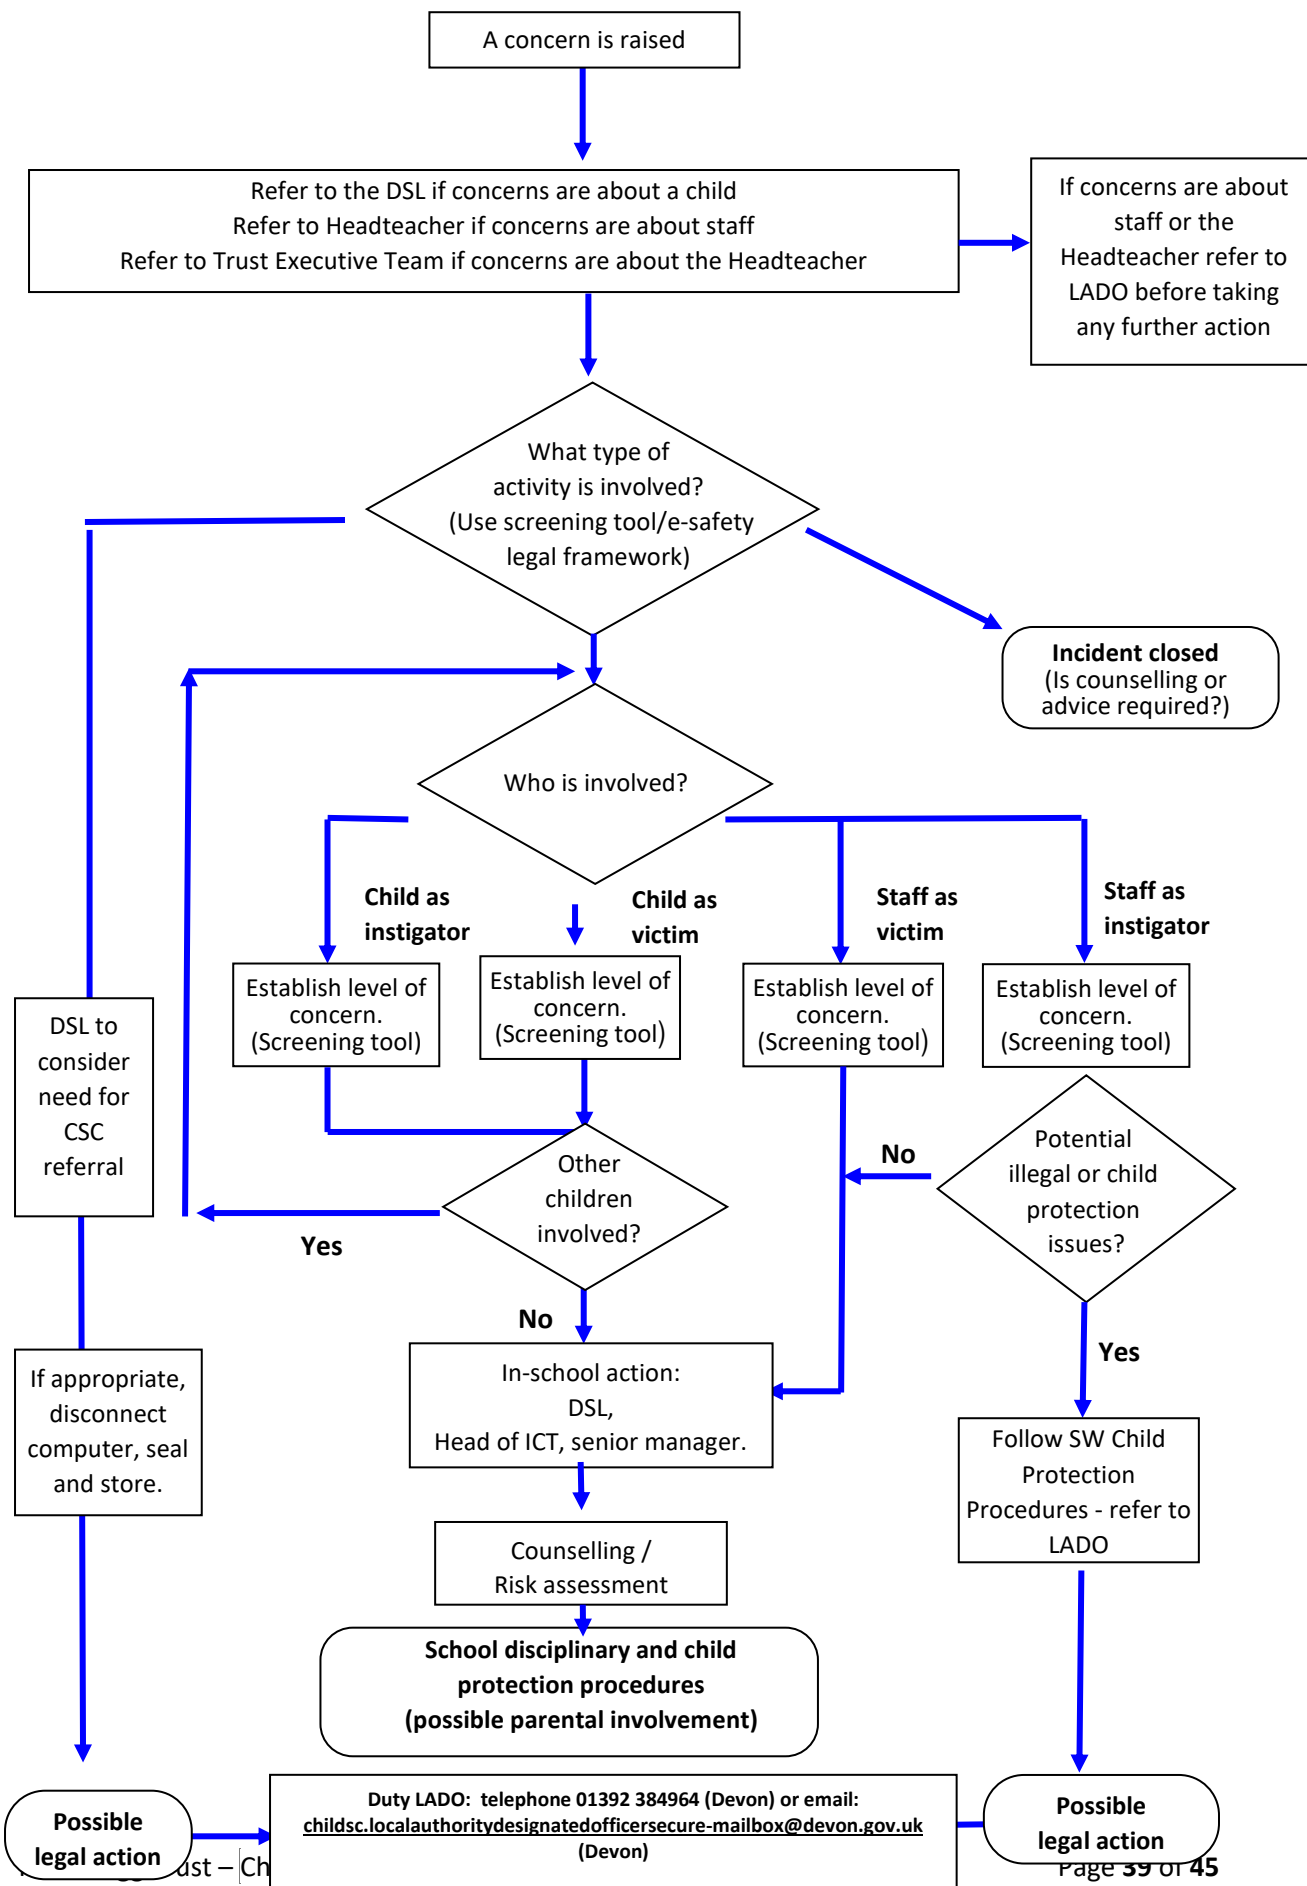 A concern is raised
Refer to the DSL if concerns are about a child
Refer to Headteacher if concerns are about staff
Refer to Trust Executive Team if concerns are about the Headteacher
If concerns are about
staff or the
Headteacher refer to
LADO before taking
any further action
What type of
activity is involved?
(Use screening tool/e-safety
legal framework)
Incident closed
(Is counselling or
advice required?)
Who is involved?
Child as
instigator
Child as
victim
Staff as
victim
Staff as
instigator
Establish level of
concern.
(Screening tool)
Establish level of
concern.
(Screening tool)
Establish level of
concern.
(Screening tool)
Establish level of
concern.
(Screening tool)
DSL to
consider
need for
CSC
referral
Other
children
involved?
Yes
No
No
Potential
illegal or child
protection
issues?
Yes
If appropriate,
disconnect
computer, seal
and store.
In-school action:
DSL,
Head of ICT, senior manager.
Follow SW Child
Protection
Procedures - refer to
LADO
Counselling /
Risk assessment
School disciplinary and child
protection procedures
(possible parental involvement)
Possible
legal action
Duty LADO: telephone 01392 384964 (Devon) or email:
childsc.localauthoritydesignatedofficersecure-mailbox@devon.gov.uk
(Devon)
Possible
legal action
Page 39 of 45